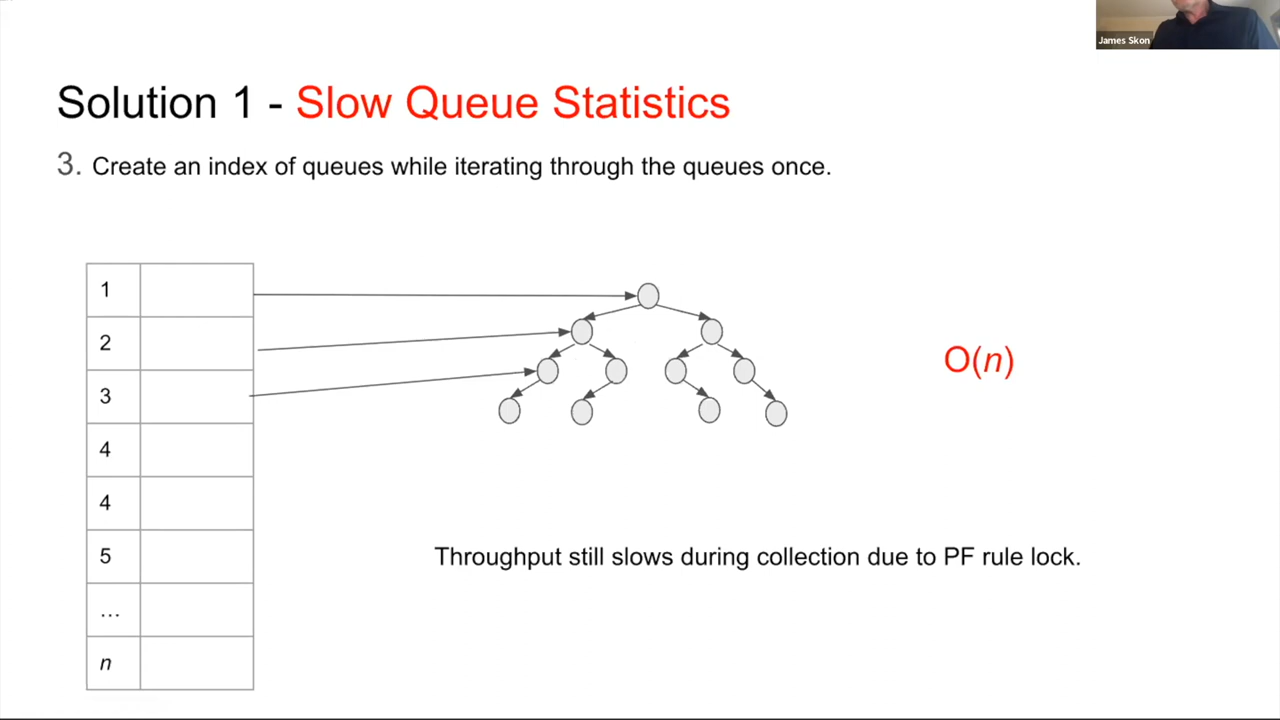 James Skon
Solution 1 - Slow Queue Statistics
3. Create an index of queues while iterating through the queues once.
1
2
3
4
4
5
...
n
O(n)
Throughput still slows during collection due to PF rule lock.